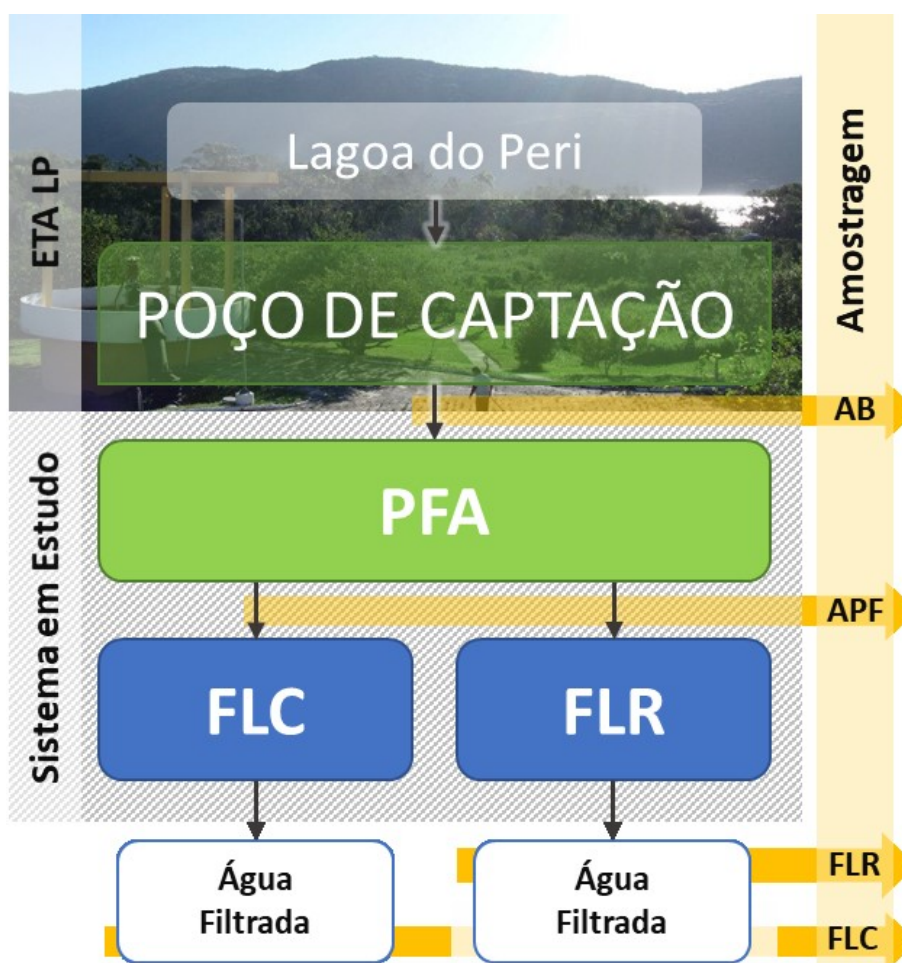 Lagoa do Peri
ETA LP
Amostragem
POÇO DE CAPTAÇÃO
AB
Sistema em Estudo
PFA
APF
FLC
FLR
Água
Filtrada
Água
Filtrada
FLR
FLC